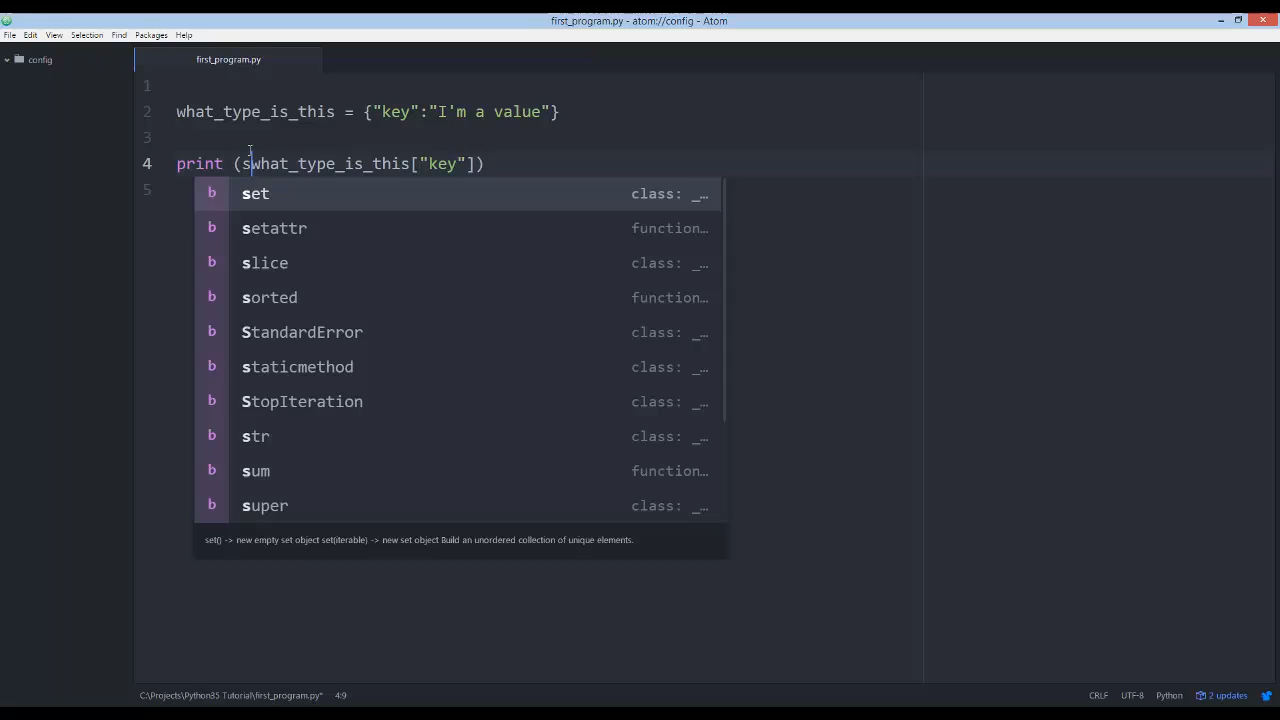 first_program.py - atom://config - Atom
File Edit View Selection Find Packages Help
config
first_program.py
1
2 what_type_is_this = {"key":"I'm a value"}
3
4 print (swhat_type_is_this["key"])
5
b set class: _…
b setattr function…
b slice class: _…
b sorted function…
b StandardError class: _…
b staticmethod class: _…
b StopIteration class: _…
b str class: _…
b sum function…
b super class: _…
set() -> new empty set object set(iterable) -> new set object Build an unordered collection of unique elements.
C:\Projects\Python35 Tutorial\first_program.py* 4:9 CRLF UTF-8 Python 2 updates